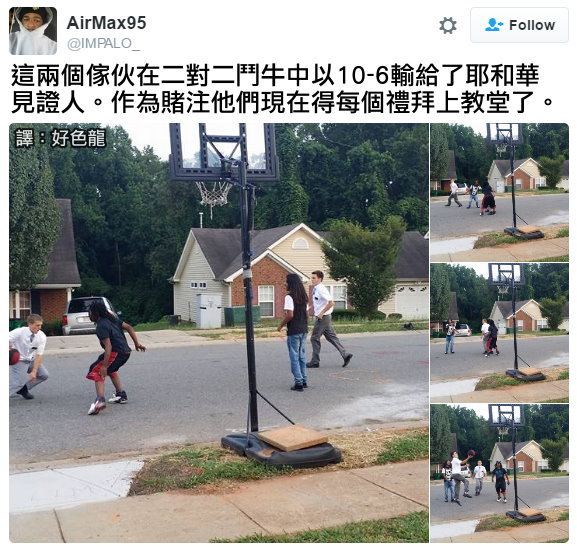 AirMax95
@IMPALO_
Follow
這兩個傢伙在二對二鬥牛中以10-6輸給了耶和華
見證人。作為賭注他們現在得每個禮拜上教堂了。
譯：好色龍